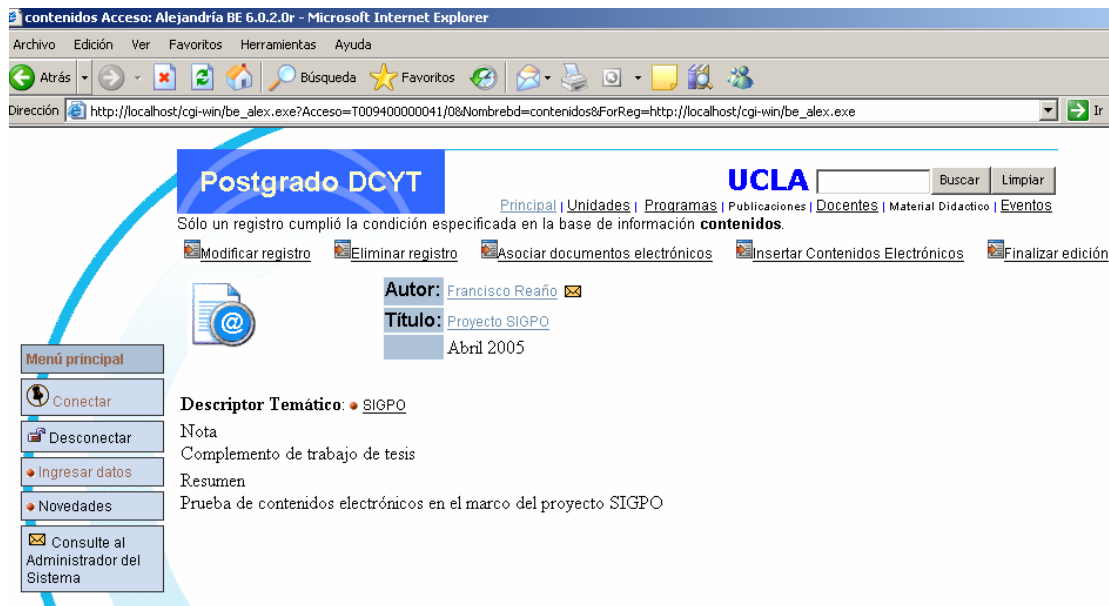 contenidos Acceso: Alejandría BE 6.0.2.0r - Microsoft Internet Explorer
Archivo Edición Ver Favoritos Herramientas Ayuda
Atrás Búsqueda Favoritos
Dirección http://localhost/cgi-win/be_alex.exe?Acceso=T009400000041/0&Nombrebd=contenidos&ForReg=http://localhost/cgi-win/be_alex.exe Ir
Postgrado DCYT UCLA Buscar Limpiar
Principal | Unidades | Programas | Publicaciones | Docentes | Material Didactico | Eventos
Sólo un registro cumplió la condición especificada en la base de información contenidos.
Modificar registro Eliminar registro Asociar documentos electrónicos Insertar Contenidos Electrónicos Finalizar edición
Autor: Francisco Reaño
Título: Proyecto SIGPO
Abril 2005
Menú principal
Conectar
Desconectar
Ingresar datos
Novedades
Consulte al
Administrador del
Sistema
Descriptor Temático: SIGPO
Nota
Complemento de trabajo de tesis
Resumen
Prueba de contenidos electrónicos en el marco del proyecto SIGPO